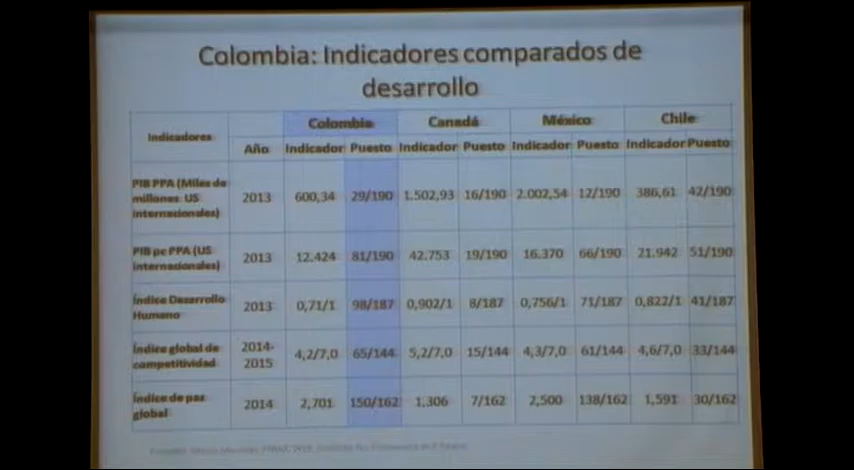 Colombia: Indicadores comparados de
desarrollo
Indicadores Año Colombia Canadá México Chile
Indicador Puesto Indicador Puesto Indicador Puesto Indicador Puesto
PIB PPA (Miles de
millones US
internacionales) 2013 600,34 29/190 1.502,93 16/190 2.002,54 12/190 386,61 42/190
PIB pc PPA (US
internacionales) 2013 12.424 81/190 42.753 19/190 16.370 66/190 21.942 51/190
Índice Desarrollo
Humano 2013 0,71/1 98/187 0,902/1 8/187 0,756/1 71/187 0,822/1 41/187
Índice global de
competitividad 2014-
2015 4,2/7,0 65/144 5,2/7,0 15/144 4,3/7,0 61/144 4,6/7,0 33/144
Índice de paz
global 2014 2,701 150/162 1,306 7/162 2,500 138/162 1,591 30/162